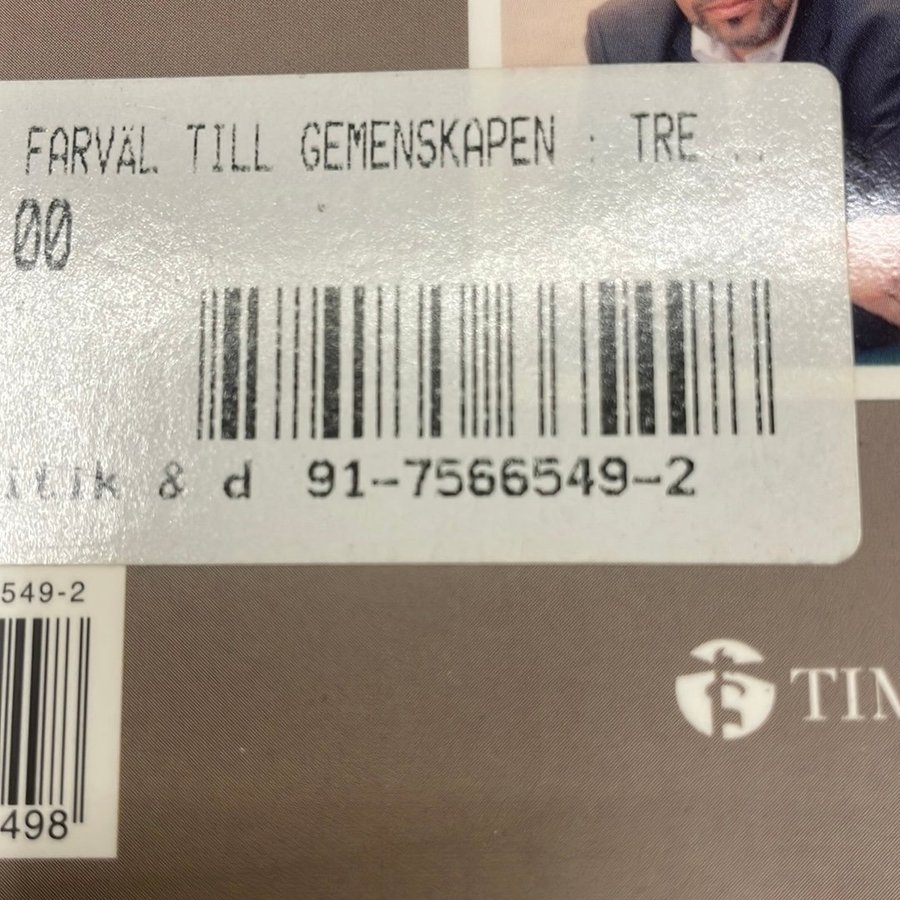 FARVÄL TILL GEMENSKAPEN : TRE ..
00
itik & d 91-7566549-2
549-2
498
TIM